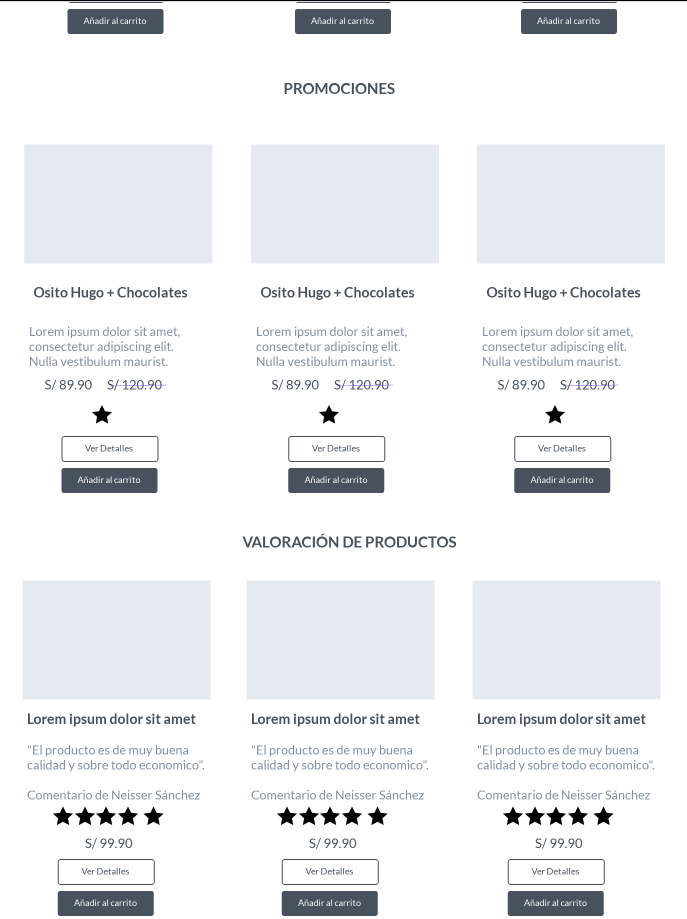 Añadir al carrito Añadir al carrito Añadir al carrito
PROMOCIONES
Osito Hugo + Chocolates Osito Hugo + Chocolates Osito Hugo + Chocolates
Lorem ipsum dolor sit amet,
consectetur adipiscing elit.
Nulla vestibulum maurist.
Lorem ipsum dolor sit amet,
consectetur adipiscing elit.
Nulla vestibulum maurist.
Lorem ipsum dolor sit amet,
consectetur adipiscing elit.
Nulla vestibulum maurist.
S/ 89.90 S/ 120.90 S/ 89.90 S/ 120.90 S/ 89.90 S/ 120.90
Ver Detalles Ver Detalles Ver Detalles
Añadir al carrito Añadir al carrito Añadir al carrito
VALORACIÓN DE PRODUCTOS
Lorem ipsum dolor sit amet Lorem ipsum dolor sit amet Lorem ipsum dolor sit amet
"El producto es de muy buena
calidad y sobre todo economico".
"El producto es de muy buena
calidad y sobre todo economico".
"El producto es de muy buena
calidad y sobre todo economico".
Comentario de Neisser Sánchez Comentario de Neisser Sánchez Comentario de Neisser Sánchez
S/ 99.90 S/ 99.90 S/ 99.90
Ver Detalles Ver Detalles Ver Detalles
Añadir al carrito Añadir al carrito Añadir al carrito